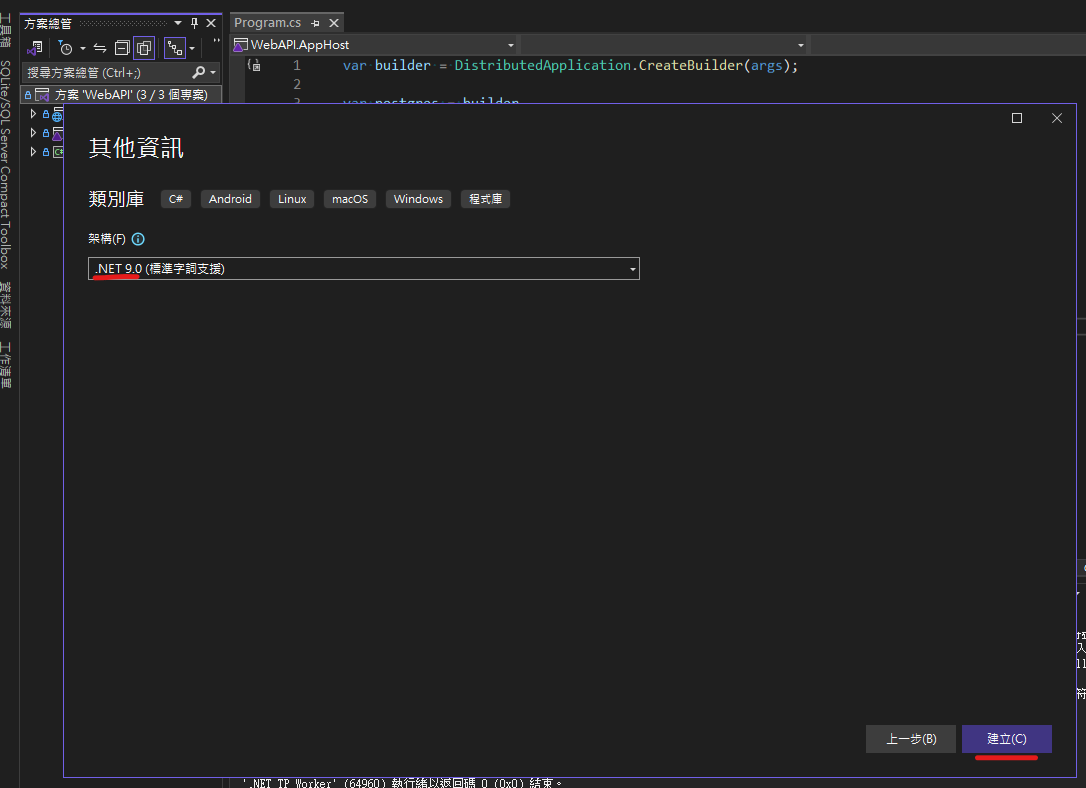 工具箱
SQLite/SQL Server Compact Toolbox
資料來源
工作清單
方案總管
搜尋方案總管 (Ctrl+;)
方案 'WebAPI' (3 / 3 個專案)
Program.cs
WebAPI.AppHost
1 var builder = DistributedApplication.CreateBuilder(args);
2
3 var postgres = builder
其他資訊
類別庫 C# Android Linux macOS Windows 程式庫
架構(F)
.NET 9.0 (標準字詞支援)
上一步(B) 建立(C)
'.NET TP Worker' (64960) 執行緒以返回碼 0 (0x0) 結束。